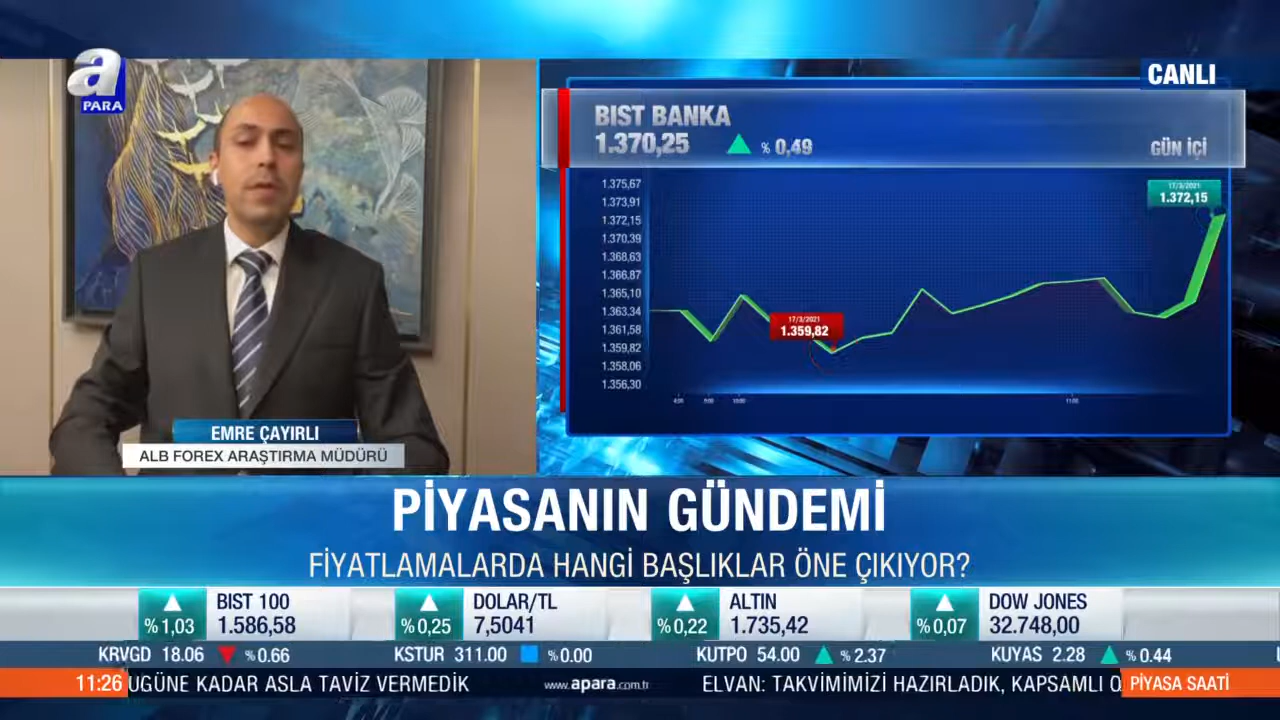 a
PARA
CANLI
BIST BANKA
1.370,25 % 0,49
GÜN İÇİ
1.375,67
1.373,91
1.372,15
1.370,39
1.368,63
1.366,87
1.365,10
1.363,34
1.361,58
1.359,82
1.358,06
1.356,30
17/3/2021
1.372,15
17/3/2021
1.359,82
10:00
11:00
EMRE ÇAYIRLI
ALB FOREX ARAŞTIRMA MÜDÜRÜ
PİYASANIN GÜNDEMİ
FİYATLAMALARDA HANGİ BAŞLIKLAR ÖNE ÇIKIYOR?
% 1,03 BIST 100 1.586,58
% 0,25 DOLAR/TL 7,5041
% 0,22 ALTIN 1.735,42
% 0,07 DOW JONES 32.748,00
KRVGD 18.06 % 0.66 KSTUR 311.00 % 0.00 KUTPO 54.00 % 2.37 KUYAS 2.28 % 0.44
11:26 UGÜNE KADAR ASLA TAVİZ VERMEDİK www.apara.com.tr ELVAN: TAKVİMİMİZİ HAZIRLADIK, KAPSAMLI PİYASA SAATİ